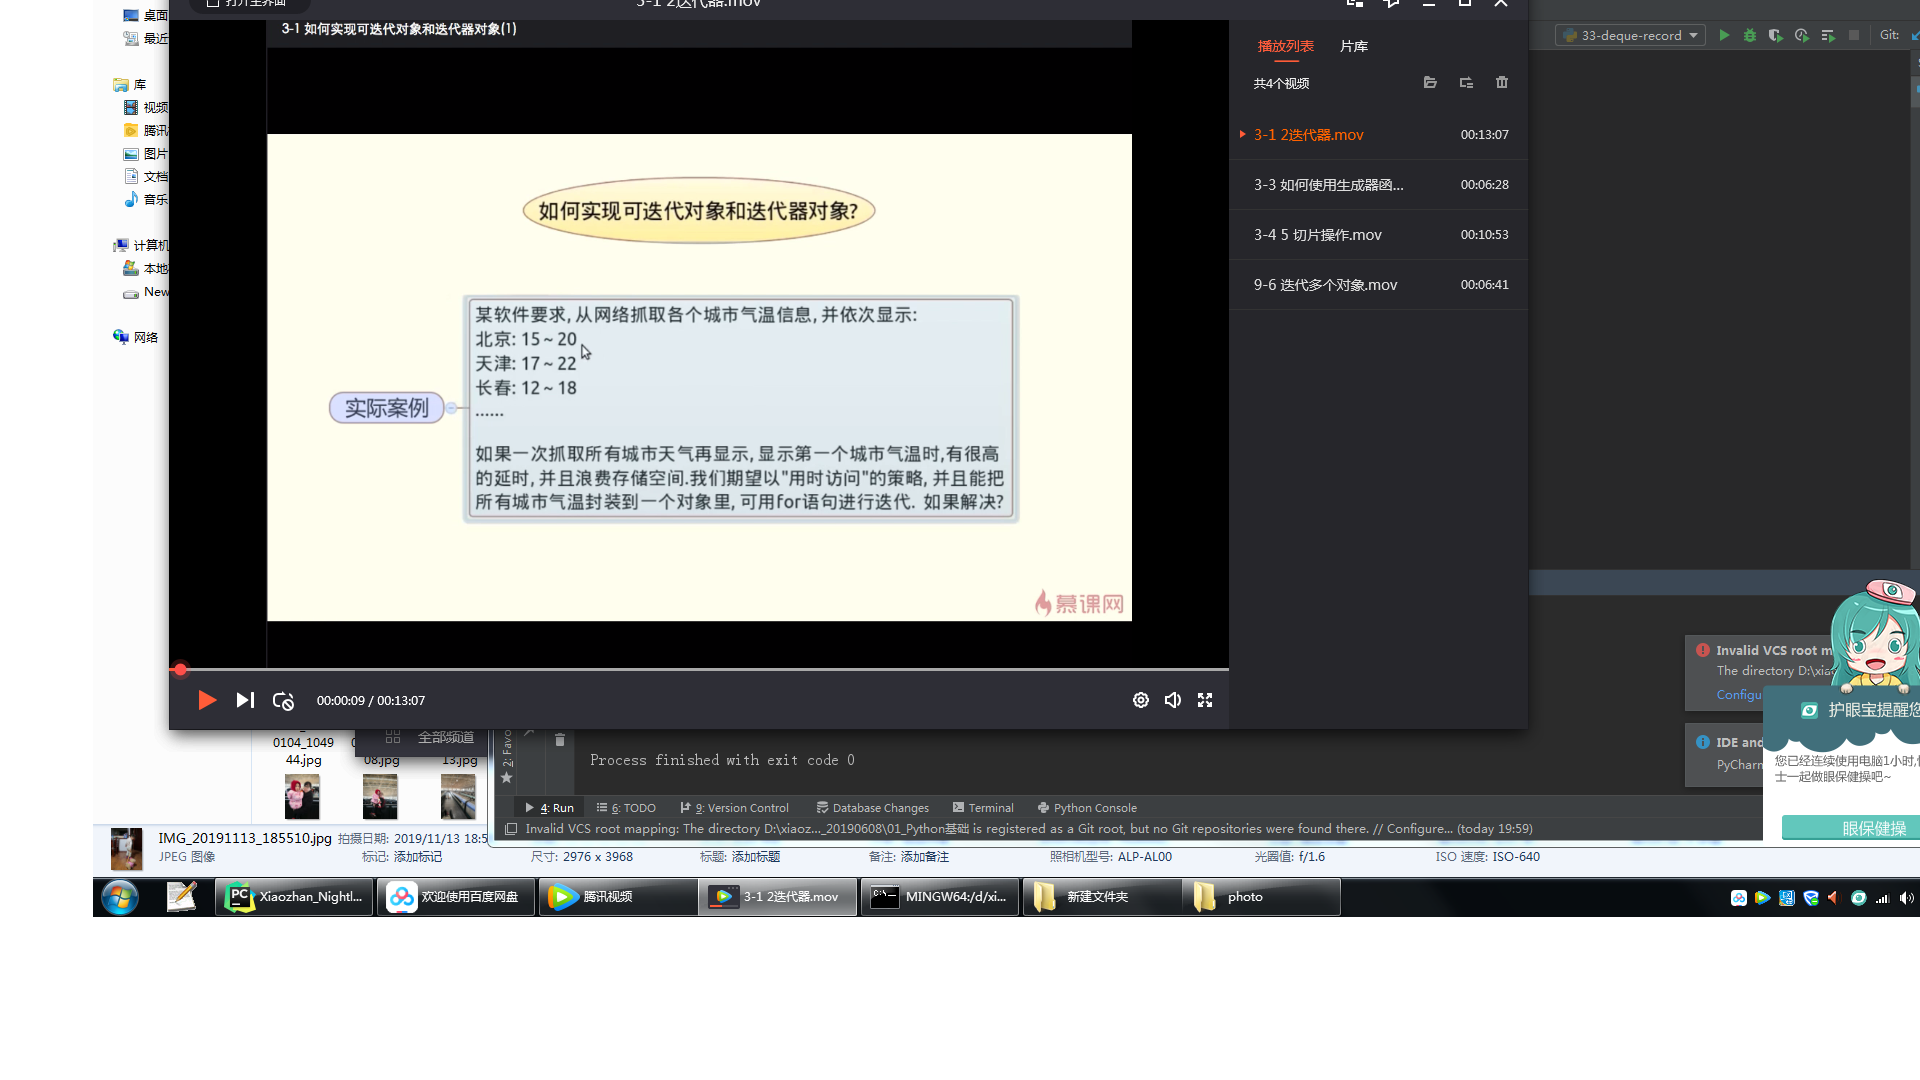 打开主界面
3-1 2迭代器.mov
3-1 如何实现可迭代对象和迭代器对象(1)
桌面
最近
库
视频
腾讯
图片
文档
音乐
计算机
本地
New
网络
如何实现可迭代对象和迭代器对象?
实际案例
某软件要求, 从网络抓取各个城市气温信息, 并依次显示:
北京: 15 ~ 20
天津: 17 ~ 22
长春: 12 ~ 18
......
如果一次抓取所有城市天气再显示, 显示第一个城市气温时,有很高
的延时, 并且浪费存储空间.我们期望以"用时访问"的策略, 并且能把
所有城市气温封装到一个对象里, 可用for语句进行迭代. 如果解决?
慕课网
播放列表 片库
共4个视频
3-1 2迭代器.mov 00:13:07
3-3 如何使用生成器函... 00:06:28
3-4 5 切片操作.mov 00:10:53
9-6 迭代多个对象.mov 00:06:41
00:00:09 / 00:13:07
33-deque-record Git:
Invalid VCS root m
The directory D:\xia
Configu
IDE and
PyCharm
护眼宝提醒您
您已经连续使用电脑1小时,
士一起做眼保健操吧~
眼保健操
全部频道
0104_1049
44.jpg
08.jpg
13.jpg
2: Favo
Process finished with exit code 0
4: Run 6: TODO 9: Version Control Database Changes Terminal Python Console
Invalid VCS root mapping: The directory D:\xiaoz..._20190608\01_Python基础 is registered as a Git root, but no Git repositories were found there. // Configure... (today 19:59)
IMG_20191113_185510.jpg 拍摄日期: 2019/11/13 18:5
JPEG 图像 标记: 添加标记 尺寸: 2976 x 3968 标题: 添加标题 备注: 添加备注 照相机型号: ALP-AL00 光圈值: f/1.6 ISO 速度: ISO-640
Xiaozhan_Nightl... 欢迎使用百度网盘 腾讯视频 3-1 2迭代器.mov MINGW64:/d/xi... 新建文件夹 photo